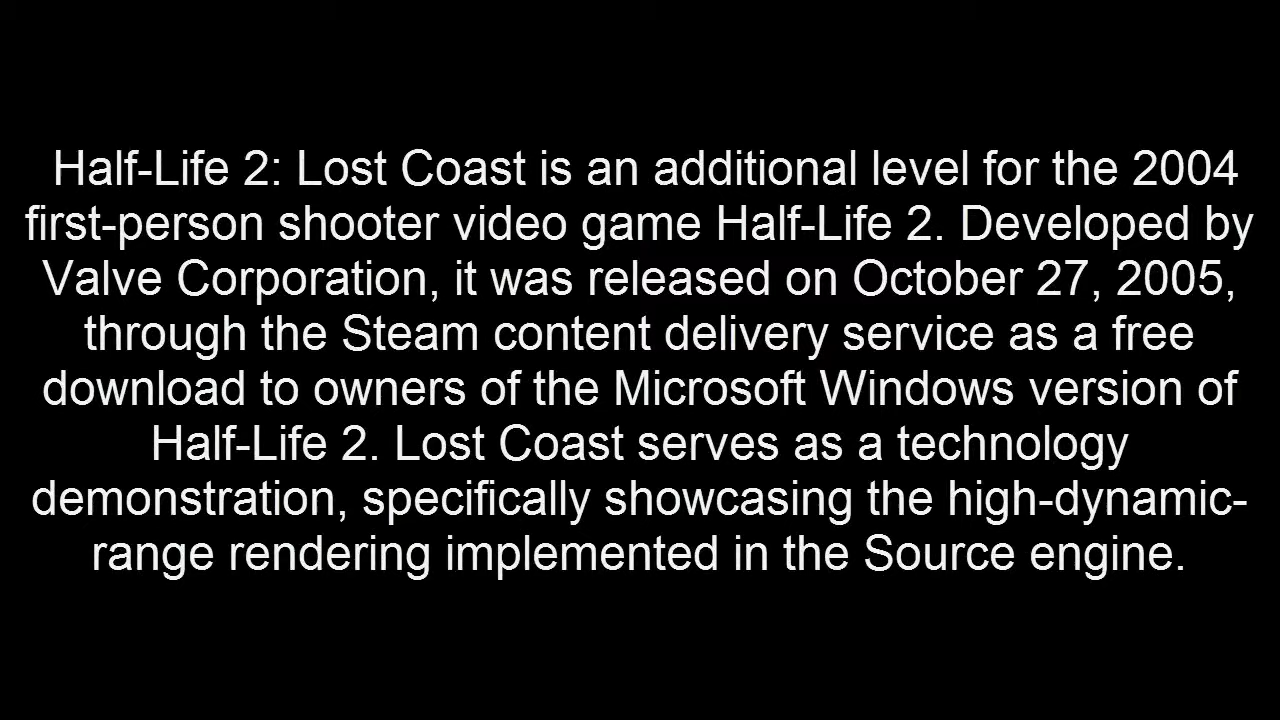 Half-Life 2: Lost Coast is an additional level for the 2004
first-person shooter video game Half-Life 2. Developed by
Valve Corporation, it was released on October 27, 2005,
through the Steam content delivery service as a free
download to owners of the Microsoft Windows version of
Half-Life 2. Lost Coast serves as a technology
demonstration, specifically showcasing the high-dynamic-
range rendering implemented in the Source engine.